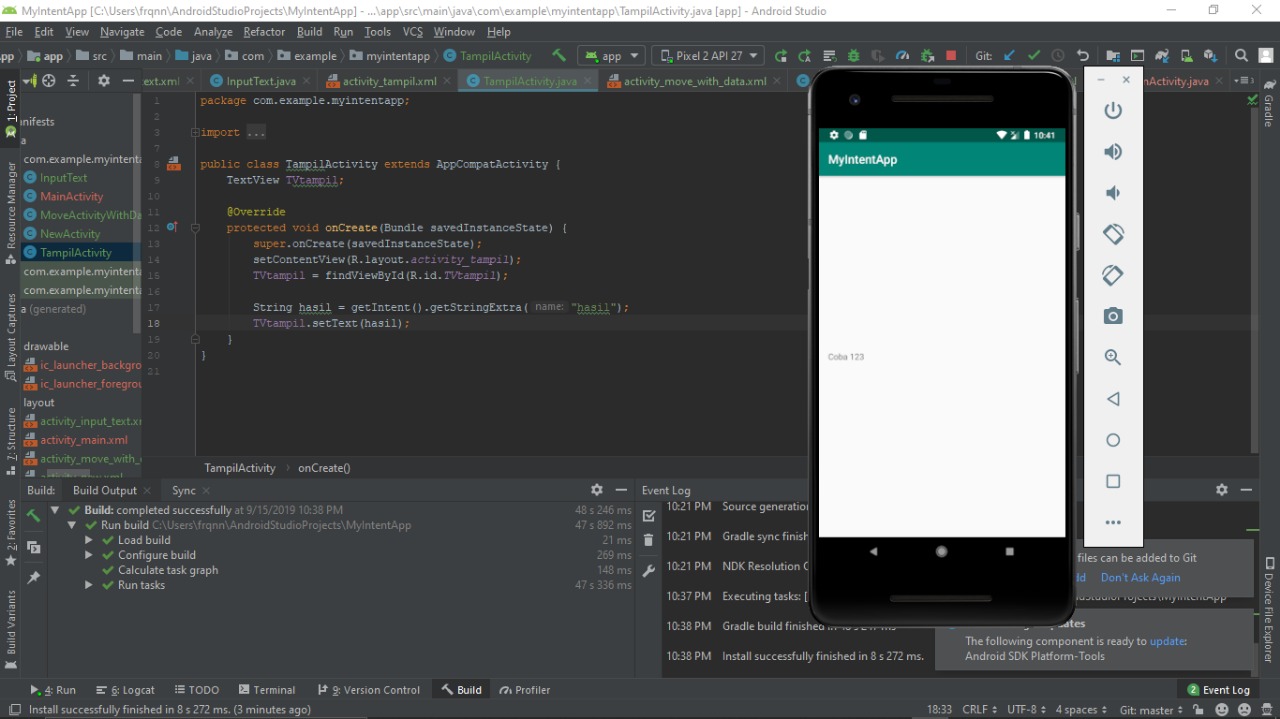 MyIntentApp [C:\Users\frqnn\AndroidStudioProjects\MyIntentApp] - ...\app\src\main\java\com\example\myintentapp\TampilActivity.java [app] - Android Studio
File Edit View Navigate Code Analyze Refactor Build Run Tools VCS Window Help
pp app src main java com example myintentapp TampilActivity app Pixel 2 API 27 Git:
ext.xml InputText.java activity_tampil.xml TampilActivity.java activity_move_with_data.xml nActivity.java
1: Project
Resource Manager
Layout Captures
7: Structure
2: Favorites
Build Variants
nifests
a
com.example.myintenta
InputText
MainActivity
MoveActivityWithDa
NewActivity
TampilActivity
com.example.myintenta
com.example.myintenta
a (generated)
drawable
ic_launcher_backgro
ic_launcher_foregrou
layout
activity_input_text.xm
activity_main.xml
activity_move_with_d
1 package com.example.myintentapp;
2
3 import ...
7
8 public class TampilActivity extends AppCompatActivity {
9 TextView TVtampil;
10
11 @Override
12 protected void onCreate(Bundle savedInstanceState) {
13 super.onCreate(savedInstanceState);
14 setContentView(R.layout.activity_tampil);
15 TVtampil = findViewById(R.id.TVtampil);
16
17 String hasil = getIntent().getStringExtra( name: "hasil");
18 TVtampil.setText(hasil);
19 }
20 }
21
TampilActivity › onCreate()
10:41
MyIntentApp
Coba 123
Gradle
Device File Explorer
Build: Build Output Sync
Build: completed successfully at 9/15/2019 10:38 PM 48 s 246 ms
Run build C:\Users\frqnn\AndroidStudioProjects\MyIntentApp 47 s 892 ms
Load build 21 ms
Configure build 269 ms
Calculate task graph 148 ms
Run tasks 47 s 336 ms
Event Log
10:21 PM Source generation
10:21 PM Gradle sync finish
10:21 PM NDK Resolution O
10:37 PM Executing tasks: [
10:38 PM Gradle build finished in 48 s 247 ms
10:38 PM Install successfully finished in 8 s 272 ms.
files can be added to Git
dd Don't Ask Again
dStudioProjects\MyIntentApp
dates
The following component is ready to update:
Android SDK Platform-Tools
4: Run 6: Logcat TODO Terminal 9: Version Control Build Profiler 2 Event Log
Install successfully finished in 8 s 272 ms. (3 minutes ago) 18:33 CRLF UTF-8 4 spaces Git: master